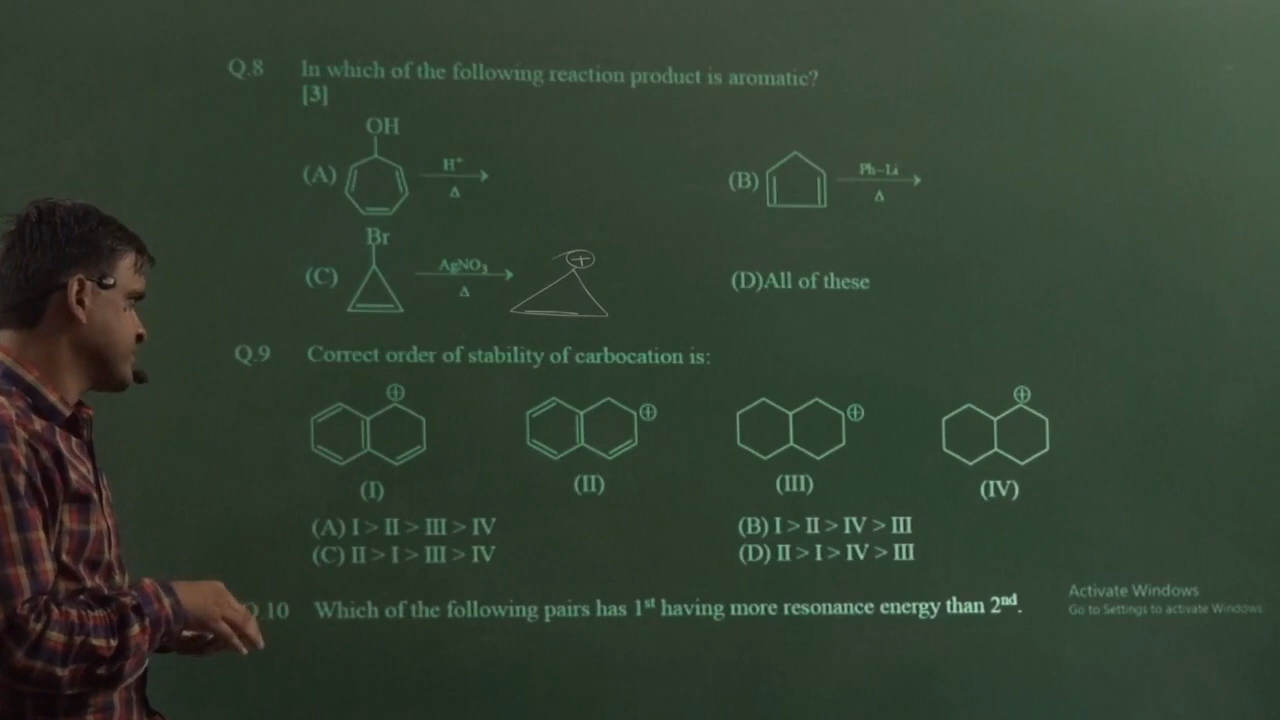 Q.8 In which of the following reaction product is aromatic?
[3]
OH
(A) H⁺ Δ
(B) Ph–Li Δ
Br
(C) AgNO₃ Δ ⊕
(D)All of these
Q.9 Correct order of stability of carbocation is:
⊕ ⊕ ⊕ ⊕
(I) (II) (III) (IV)
(A) I > II > III > IV (B) I > II > IV > III
(C) II > I > III > IV (D) II > I > IV > III
.10 Which of the following pairs has 1st having more resonance energy than 2nd.
Activate Windows
Go to Settings to activate Windows